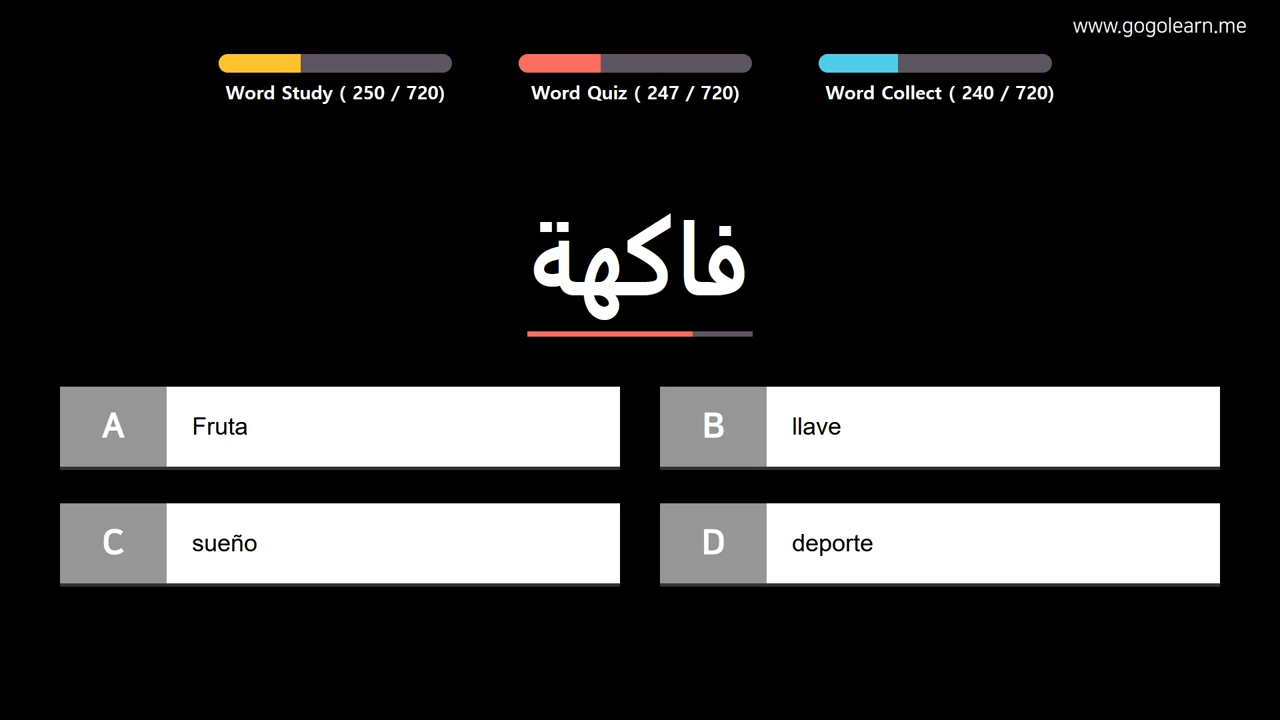 www.gogolearn.me
Word Study ( 250 / 720)
Word Quiz ( 247 / 720)
Word Collect ( 240 / 720)
فاكهة
A Fruta
B llave
C sueño
D deporte